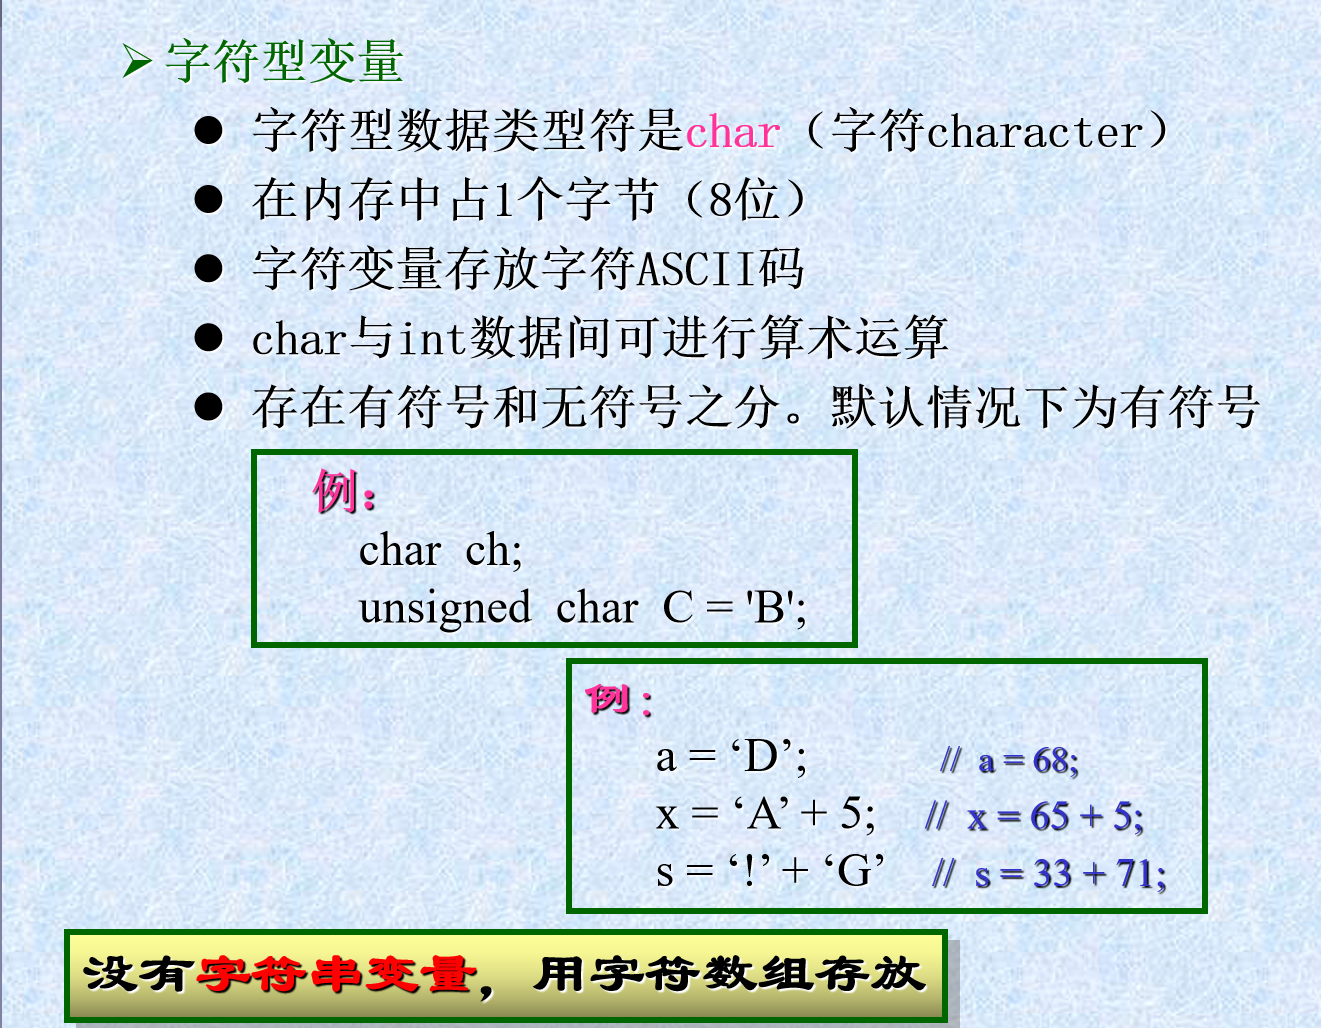 字符型变量
字符型数据类型符是char（字符character）
在内存中占1个字节（8位）
字符变量存放字符ASCII码
char与int数据间可进行算术运算
存在有符号和无符号之分。默认情况下为有符号
例：
char ch;
unsigned char C = 'B';
例：
a = ‘D’; // a = 68;
x = ‘A’ + 5; // x = 65 + 5;
s = ‘!’ + ‘G’ // s = 33 + 71;
没有字符串变量，用字符数组存放